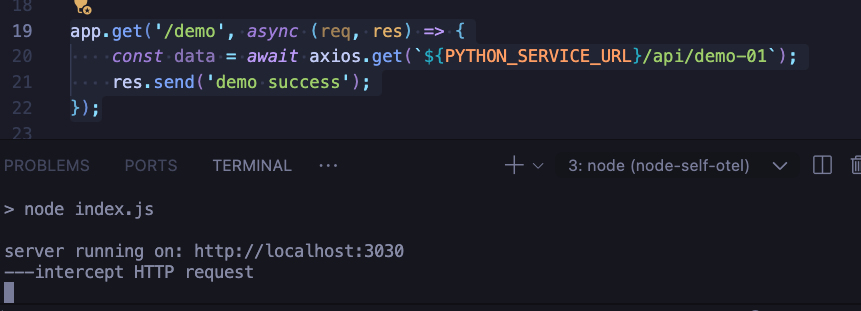 18
19 app.get('/demo', async (req, res) => {
20 const data = await axios.get(`${PYTHON_SERVICE_URL}/api/demo-01`);
21 res.send('demo success');
22 });
23
PROBLEMS PORTS TERMINAL ··· 3: node (node-self-otel)
> node index.js
server running on: http://localhost:3030
---intercept HTTP request